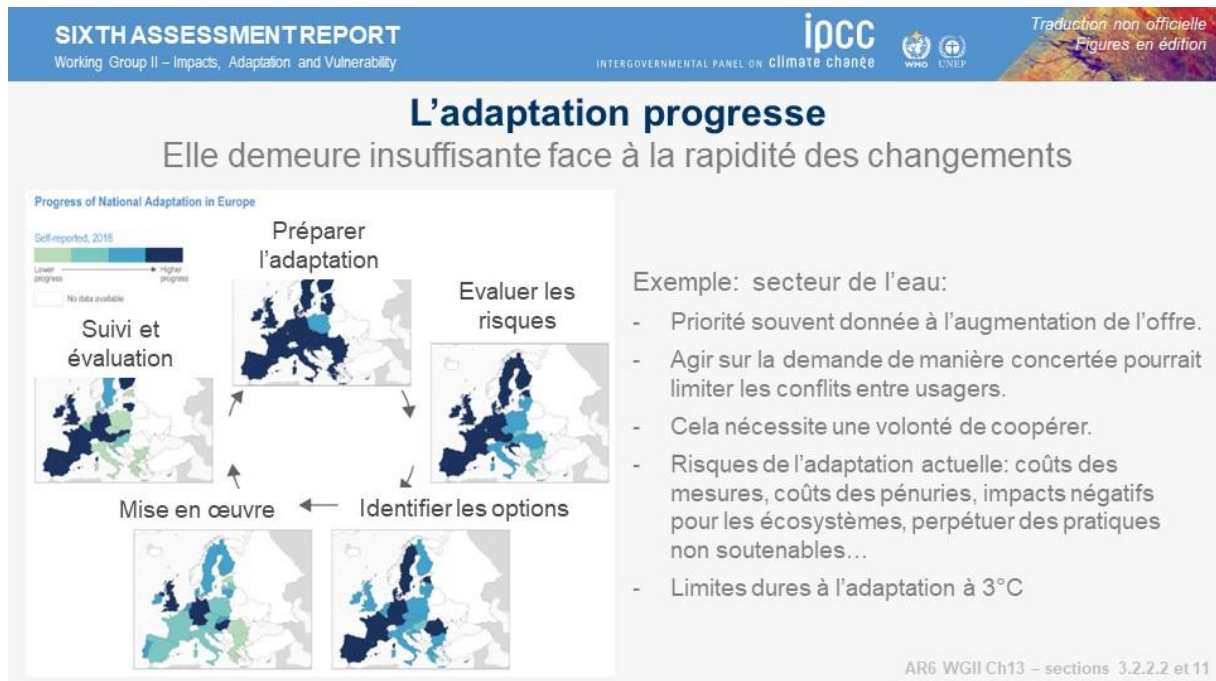 SIXTH ASSESSMENT REPORT
Working Group II – Impacts, Adaptation and Vulnerability
ipcc
INTERGOVERNMENTAL PANEL ON climate change
WMO UNEP
Traduction non officielle
Figures en édition
L'adaptation progresse
Elle demeure insuffisante face à la rapidité des changements
Progress of National Adaptation in Europe
Self-reported, 2018
Lower progress
Higher progress
No data available
Préparer
l'adaptation
Evaluer les
risques
Suivi et
évaluation
Mise en œuvre
Identifier les options
Exemple: secteur de l'eau:
- Priorité souvent donnée à l'augmentation de l'offre.
- Agir sur la demande de manière concertée pourrait
limiter les conflits entre usagers.
- Cela nécessite une volonté de coopérer.
- Risques de l'adaptation actuelle: coûts des
mesures, coûts des pénuries, impacts négatifs
pour les écosystèmes, perpétuer des pratiques
non soutenables…
- Limites dures à l'adaptation à 3°C
AR6 WGII Ch13 – sections 3.2.2.2 et 11